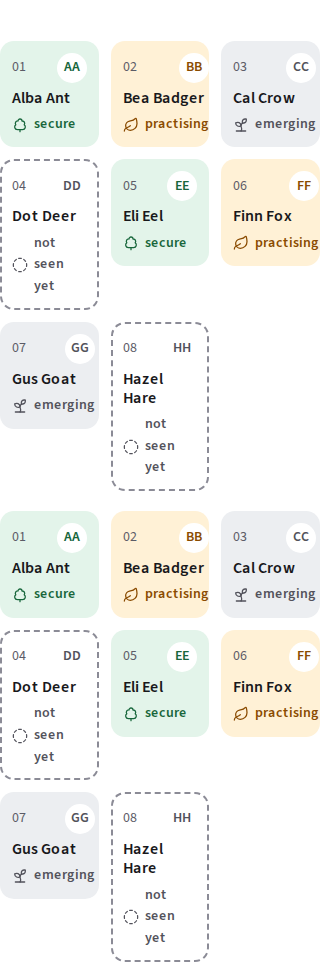 01 AA
Alba Ant
secure
02 BB
Bea Badger
practising
03 CC
Cal Crow
emerging
04 DD
Dot Deer
not
seen
yet
05 EE
Eli Eel
secure
06 FF
Finn Fox
practising
07 GG
Gus Goat
emerging
08 HH
Hazel
Hare
not
seen
yet
01 AA
Alba Ant
secure
02 BB
Bea Badger
practising
03 CC
Cal Crow
emerging
04 DD
Dot Deer
not
seen
yet
05 EE
Eli Eel
secure
06 FF
Finn Fox
practising
07 GG
Gus Goat
emerging
08 HH
Hazel
Hare
not
seen
yet